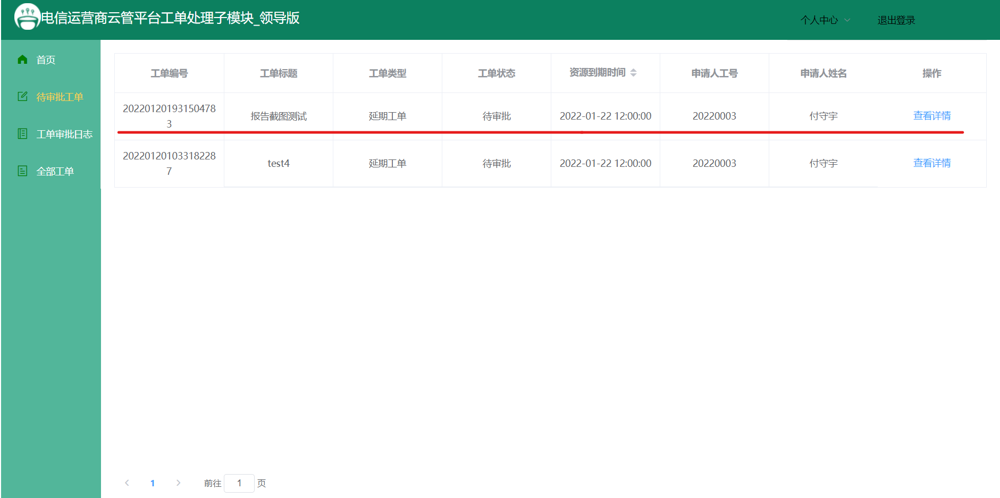 电信运营商云管平台工单处理子模块_领导版
个人中心
退出登录
首页
待审批工单
工单审批日志
全部工单
工单编号 工单标题 工单类型 工单状态 资源到期时间 申请人工号 申请人姓名 操作
20220120193150478
3
报告截图测试 延期工单 待审批 2022-01-22 12:00:00 20220003 付守宇 查看详情
20220120103318228
7
test4 延期工单 待审批 2022-01-22 12:00:00 20220003 付守宇 查看详情
1 前往 1 页